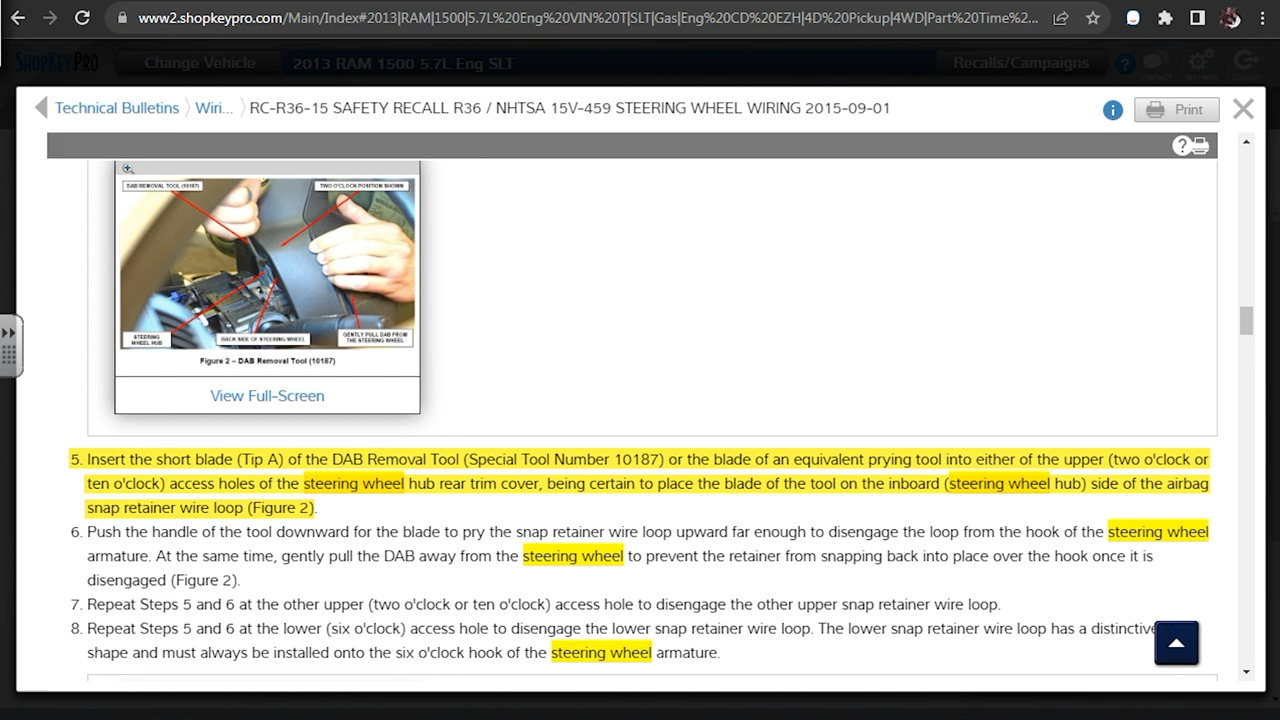 www2.shopkeypro.com/Main/Index#2013|RAM|1500|5.7L%20Eng%20VIN%20T|SLT|Gas|Eng%20CD%20EZH|4D%20Pickup|4WD|Part%20Time%2...
SHOPKEYPRO Change Vehicle 2013 RAM 1500 5.7L Eng SLT Recalls/Campaigns ?
CONTACT SETTINGS LOGOUT
Technical Bulletins Wiri... RC-R36-15 SAFETY RECALL R36 / NHTSA 15V-459 STEERING WHEEL WIRING 2015-09-01 i Print
?
DAB REMOVAL TOOL (10187) TWO O'CLOCK POSITION SHOWN
STEERING WHEEL HUB
BACK SIDE OF STEERING WHEEL
GENTLY PULL DAB FROM
THE STEERING WHEEL
Figure 2 – DAB Removal Tool (10187)
View Full-Screen
5. Insert the short blade (Tip A) of the DAB Removal Tool (Special Tool Number 10187) or the blade of an equivalent prying tool into either of the upper (two o'clock or
ten o'clock) access holes of the steering wheel hub rear trim cover, being certain to place the blade of the tool on the inboard (steering wheel hub) side of the airbag
snap retainer wire loop (Figure 2).
6. Push the handle of the tool downward for the blade to pry the snap retainer wire loop upward far enough to disengage the loop from the hook of the steering wheel
armature. At the same time, gently pull the DAB away from the steering wheel to prevent the retainer from snapping back into place over the hook once it is
disengaged (Figure 2).
7. Repeat Steps 5 and 6 at the other upper (two o'clock or ten o'clock) access hole to disengage the other upper snap retainer wire loop.
8. Repeat Steps 5 and 6 at the lower (six o'clock) access hole to disengage the lower snap retainer wire loop. The lower snap retainer wire loop has a distinctive
shape and must always be installed onto the six o'clock hook of the steering wheel armature.